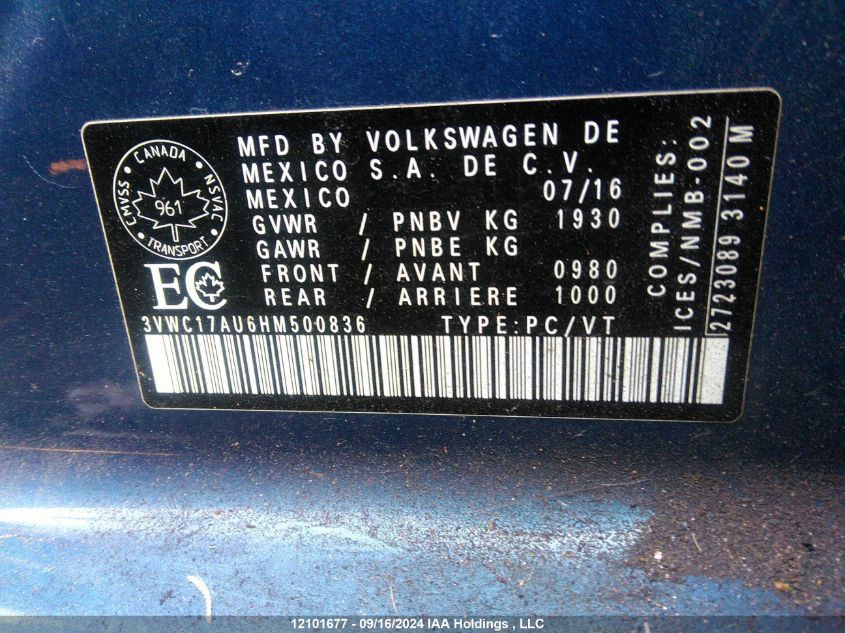 MFD BY VOLKSWAGEN DE
MEXICO S.A. DE C.V.
MEXICO 07/16
GVWR / PNBV KG 1930
GAWR / PNBE KG
FRONT / AVANT 0980
REAR / ARRIERE 1000
3VWC17AU6HM500836 TYPE:PC/VT
CANADA
CMVSS
NSVAC
961
TRANSPORT
EC
COMPLIES:
ICES/NMB-002
2723089 3140 M
12101677 - 09/16/2024 IAA Holdings , LLC